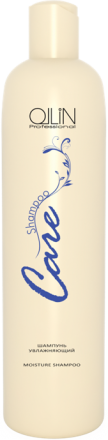 OLLIN
Professional
Shampoo
Care
ШАМПУНЬ
УВЛАЖНЯЮЩИЙ
MOISTURE SHAMPOO